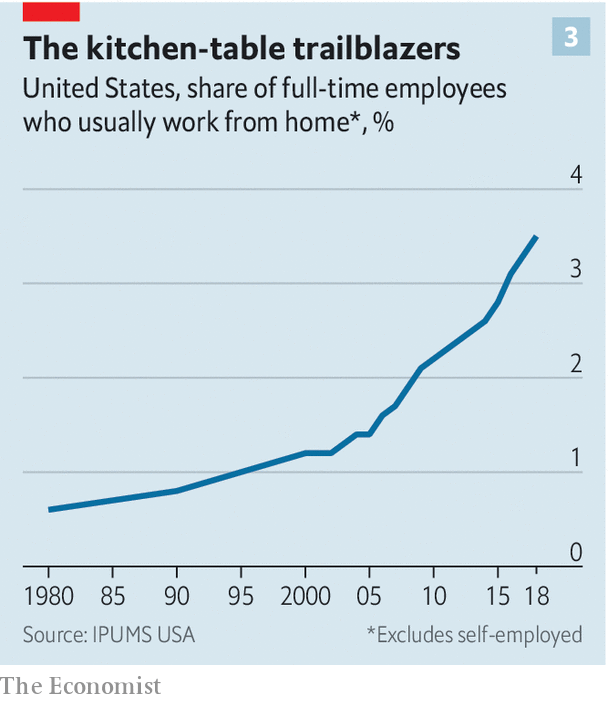 The kitchen-table trailblazers
3
United States, share of full-time employees
who usually work from home*, %
4
3
2
1
0
1980 85 90 95 2000 05 10 15 18
Source: IPUMS USA
*Excludes self-employed
The Economist